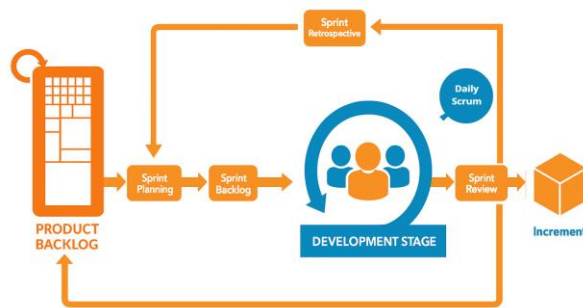 Sprint
Retrospective
Daily
Scrum
Sprint
Planning
Sprint
Backlog
Sprint
Review
PRODUCT
BACKLOG
DEVELOPMENT STAGE
Increment